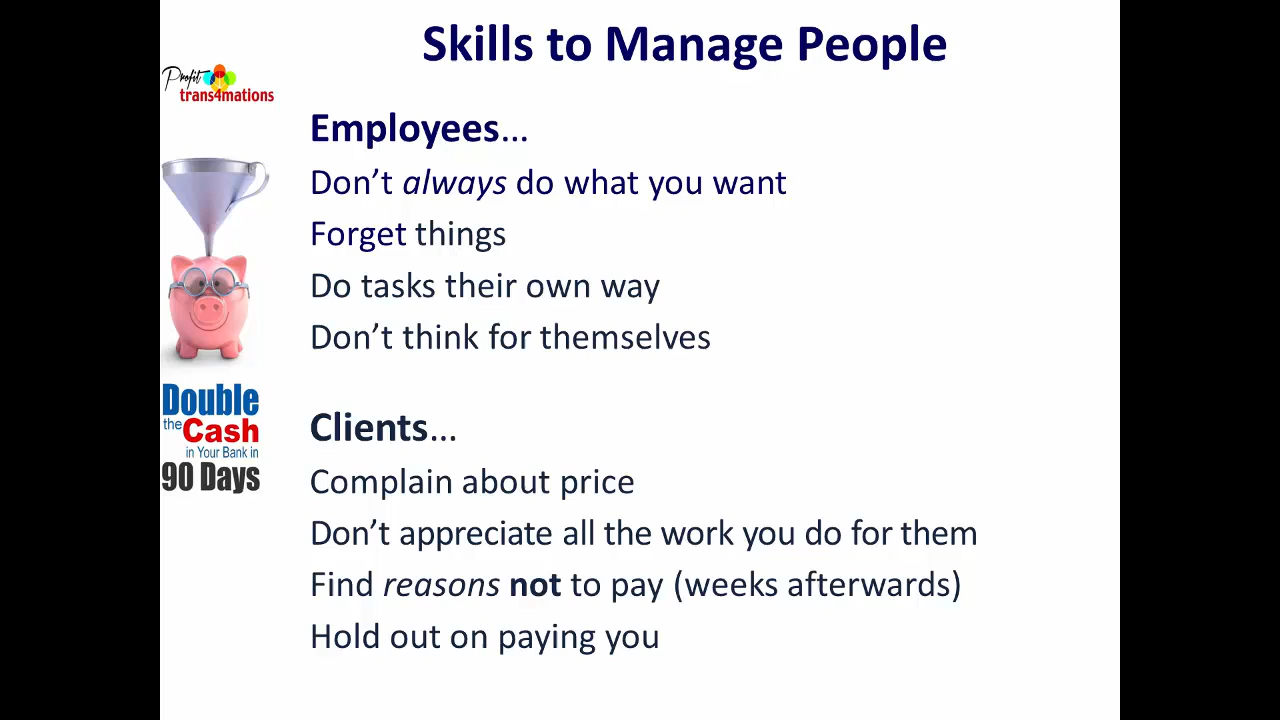 Skills to Manage People
Profit
trans4mations
Employees...
Don't always do what you want
Forget things
Do tasks their own way
Don't think for themselves
Double
the Cash
in Your Bank in
90 Days
Clients...
Complain about price
Don't appreciate all the work you do for them
Find reasons not to pay (weeks afterwards)
Hold out on paying you